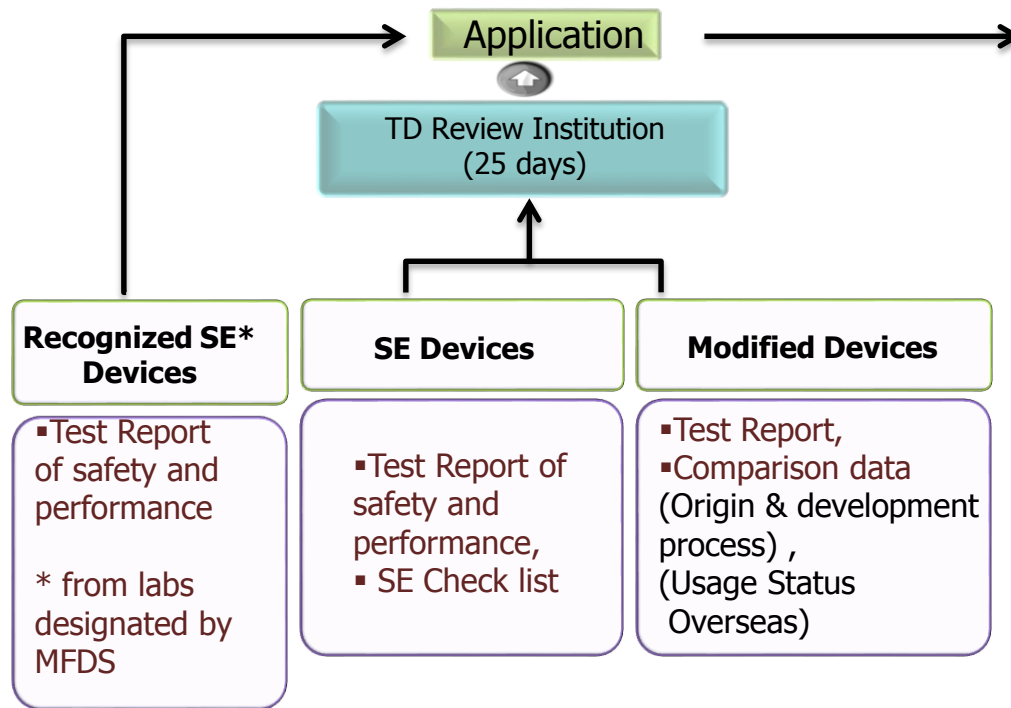 Application
TD Review Institution
(25 days)
Recognized SE*
Devices
▪Test Report
of safety and
performance
* from labs
designated by
MFDS
SE Devices
▪Test Report of
safety and
performance,
▪ SE Check list
Modified Devices
▪Test Report,
▪Comparison data
(Origin & development
process) ,
(Usage Status
Overseas)